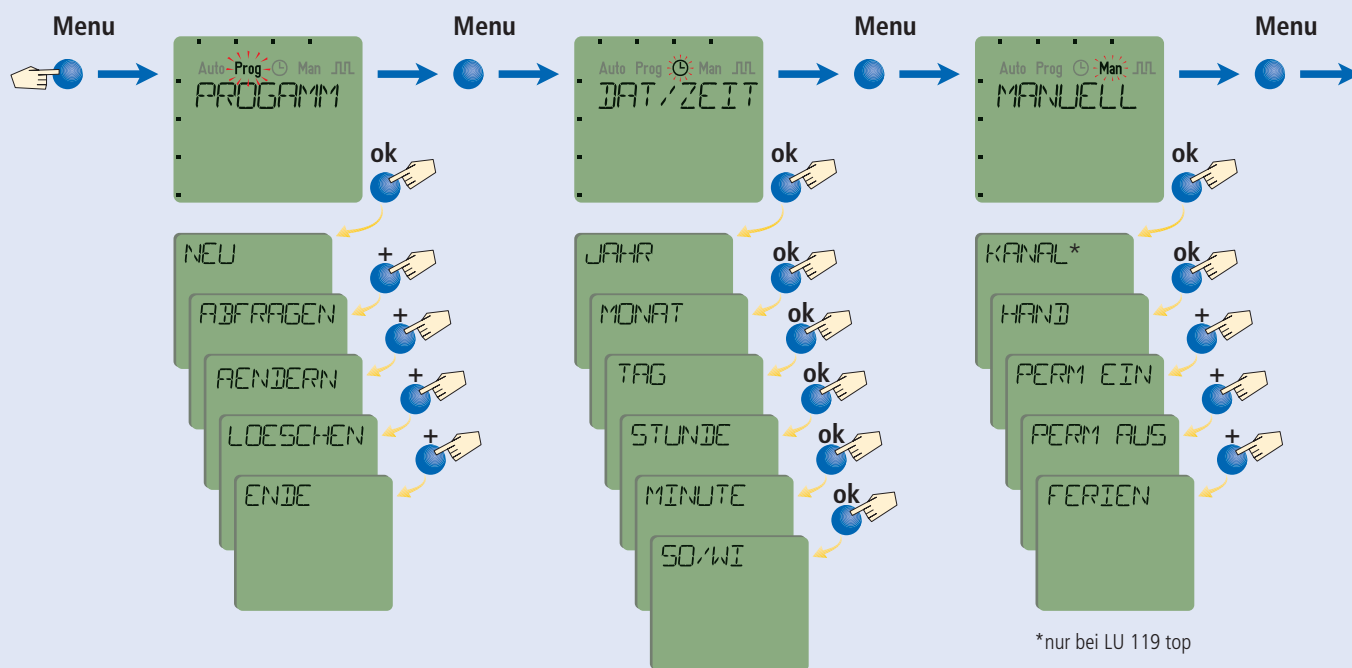 Menu
Menu
Menu
Menu
Auto Prog Man
PROGAMM
ok
NEU
+
ABFRAGEN
+
AENDERN
+
LOESCHEN
+
ENDE
Auto Prog Man
DAT/ZEIT
ok
JAHR
ok
MONAT
ok
TAG
ok
STUNDE
ok
MINUTE
ok
SO/WI
Auto Prog Man
MANUELL
ok
KANAL*
ok
HAND
+
PERM EIN
+
PERM AUS
+
FERIEN
*nur bei LU 119 top